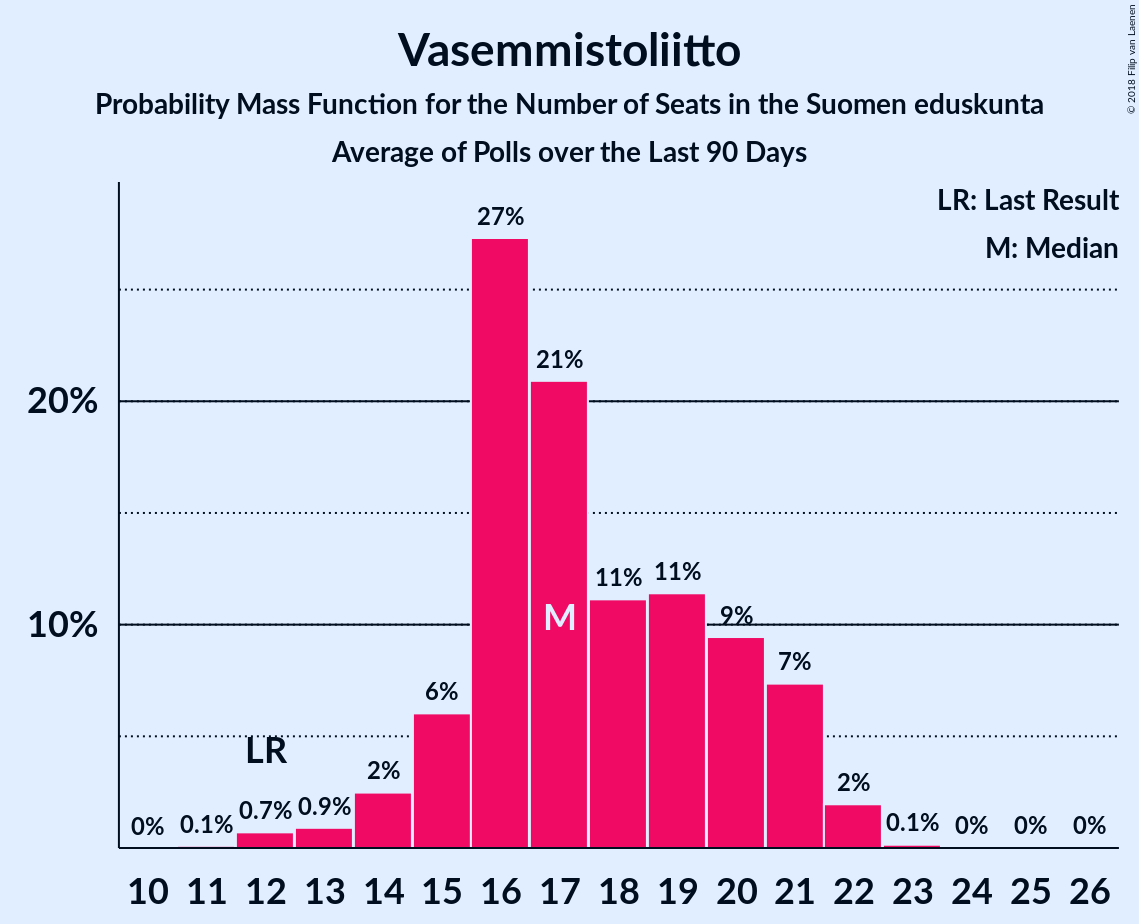 Vasemmistoliitto
Probability Mass Function for the Number of Seats in the Suomen eduskunta
Average of Polls over the Last 90 Days
© 2018 Filip van Laenen
LR: Last Result
M: Median
27%
21%
20%
11%
11%
M
9%
10%
7%
6%
LR
2%
2%
0%
0.1%
0.7%
0.9%
0.1%
0%
0%
0%
10 11 12 13 14 15 16 17 18 19 20 21 22 23 24 25 26